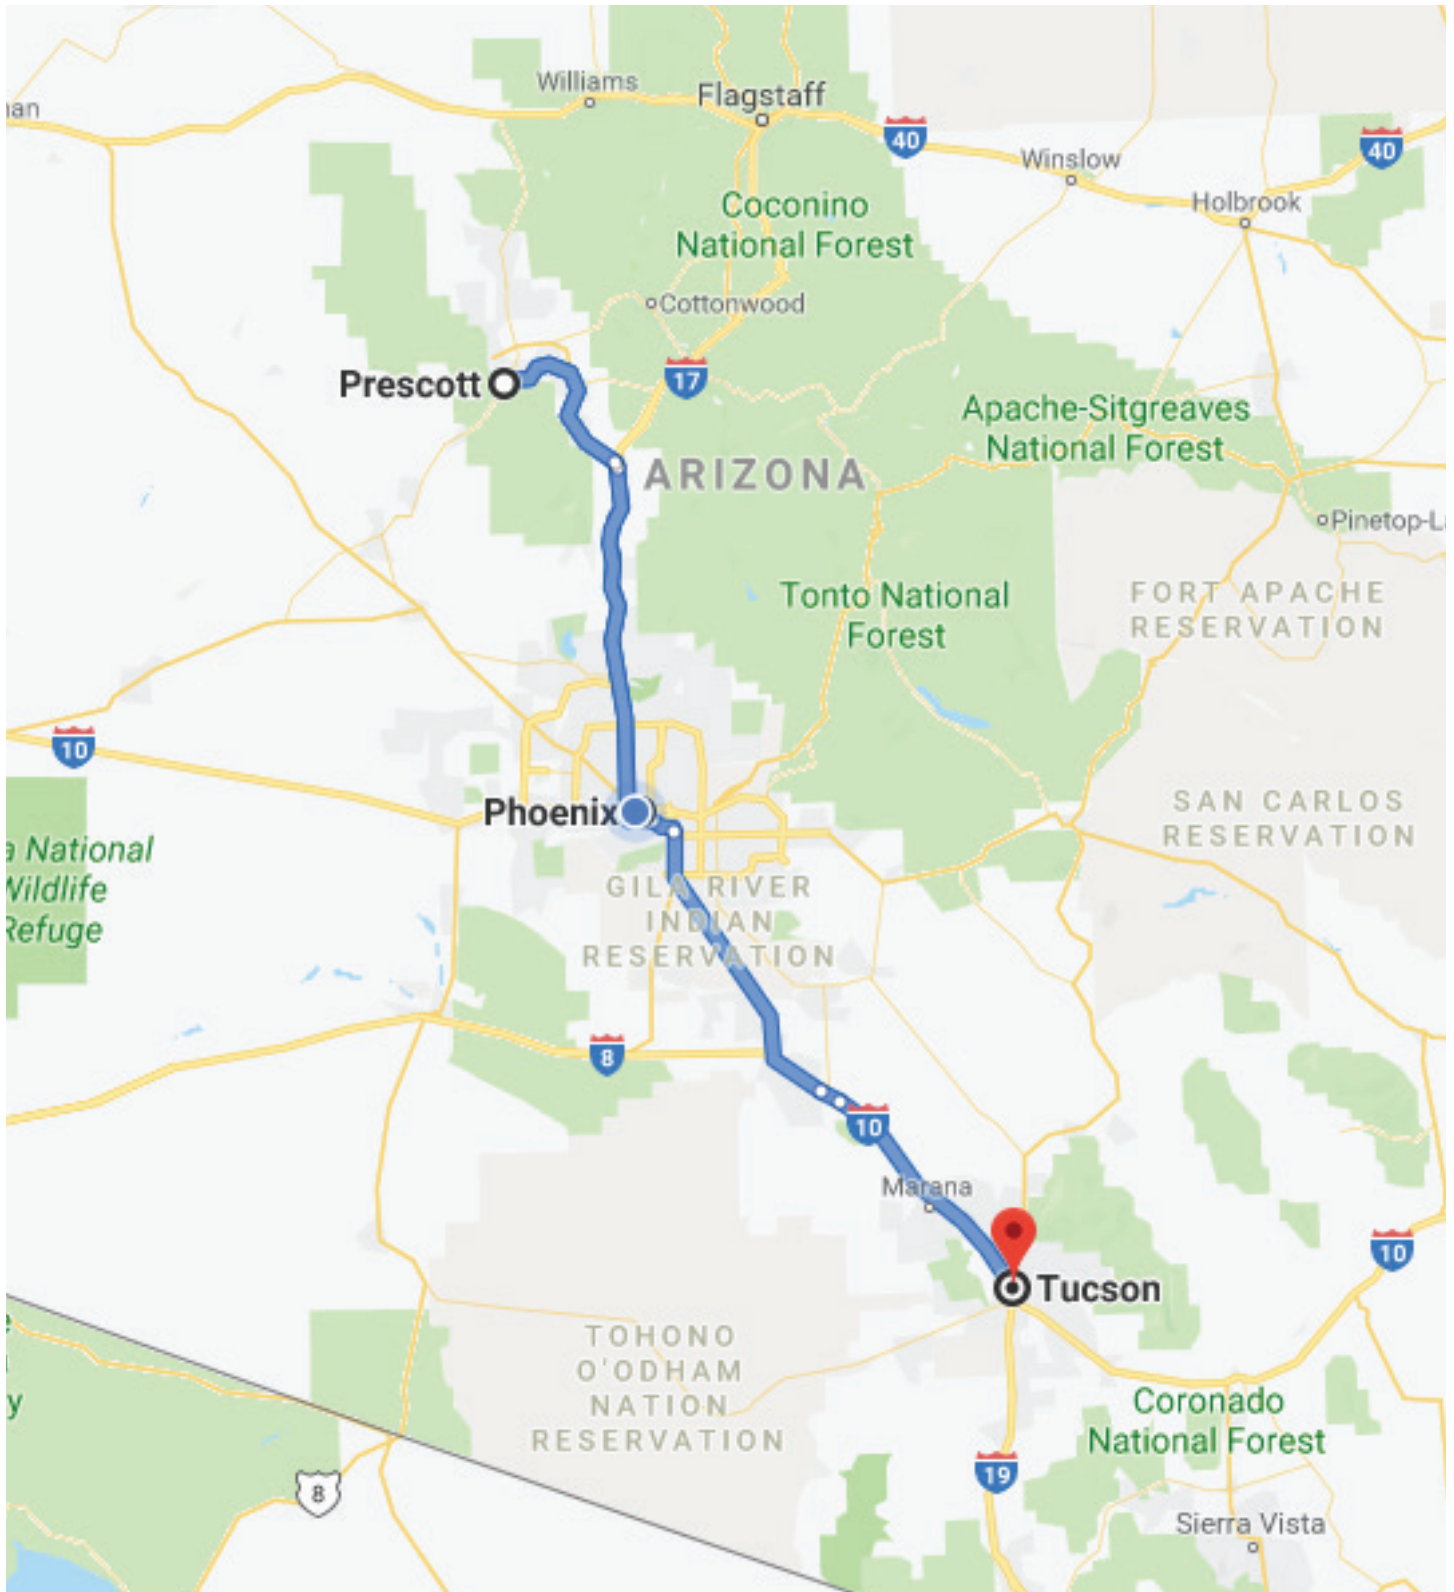 Williams
Flagstaff
40
40
Winslow
Holbrook
Coconino
National Forest
Cottonwood
17
Prescott
Apache-Sitgreaves
National Forest
ARIZONA
Pinetop-
Tonto National
Forest
FORT APACHE
RESERVATION
10
Phoenix
SAN CARLOS
RESERVATION
a National
Wildlife
Refuge
GILA RIVER
INDIAN
RESERVATION
8
10
Marana
10
Tucson
TOHONO
O'ODHAM
NATION
RESERVATION
Coronado
National Forest
19
8
Sierra Vista